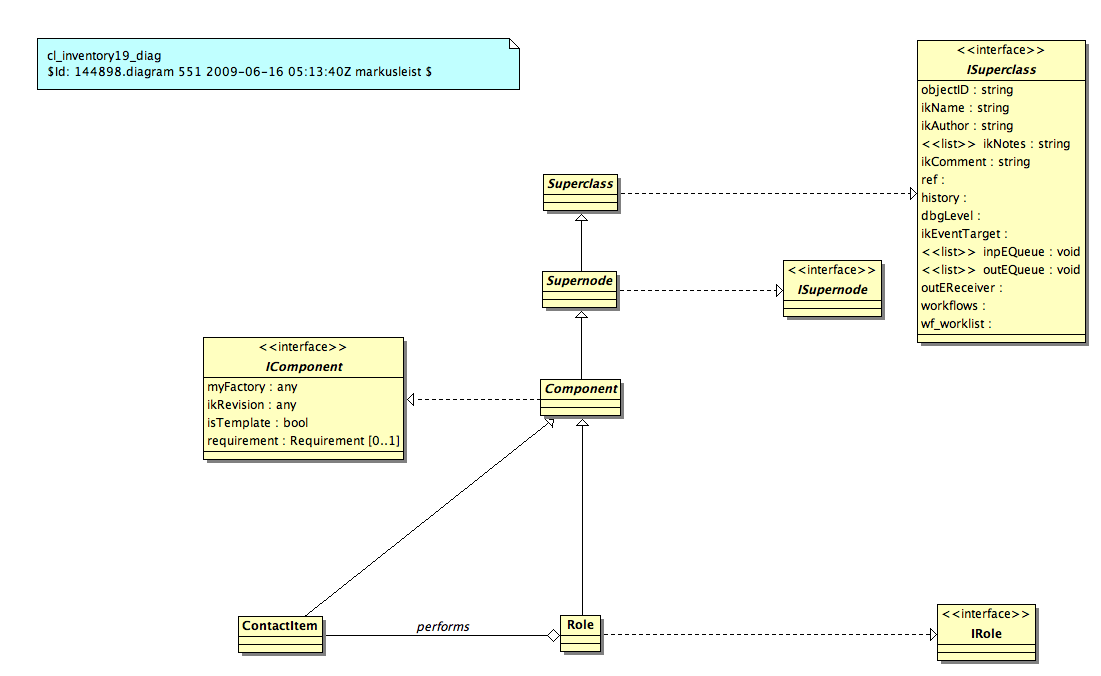 cl_inventory19_diag
$Id: 144898.diagram 551 2009-06-16 05:13:40Z markusleist $
<<interface>>
ISuperclass
objectID : string
ikName : string
ikAuthor : string
<<list>> ikNotes : string
ikComment : string
ref :
history :
dbgLevel :
ikEventTarget :
<<list>> inpEQueue : void
<<list>> outEQueue : void
outEReceiver :
workflows :
wf_worklist :
Superclass
Supernode
<<interface>>
ISupernode
<<interface>>
IComponent
myFactory : any
ikRevision : any
isTemplate : bool
requirement : Requirement [0..1]
Component
ContactItem
performs
Role
<<interface>>
IRole